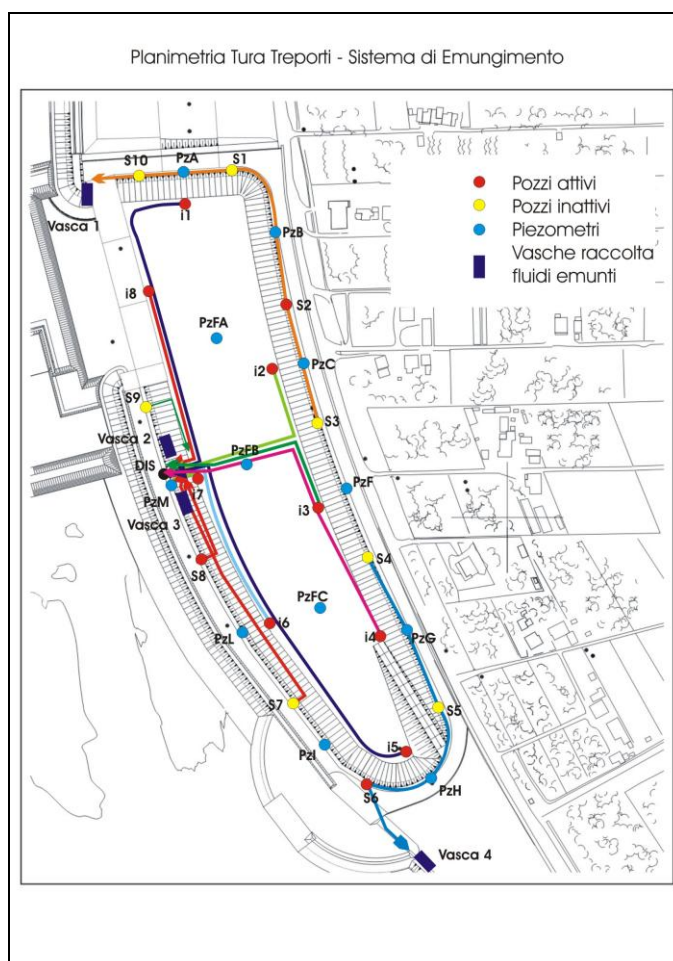 Planimetria Tura Treporti - Sistema di Emungimento
S10
PzA
S1
Pozzi attivi
Pozzi inattivi
Piezometri
Vasche raccolta
fluidi emunti
Vasca 1
i1
PzB
i8
S2
PzFA
PzC
i2
S9
S3
Vasca 2
PzFB
DIS
i7
PzM
PzF
Vasca 3
i3
S4
S8
PzFC
i6
PzG
PzL
i4
S7
S5
PzI
i5
S6
PzH
Vasca 4